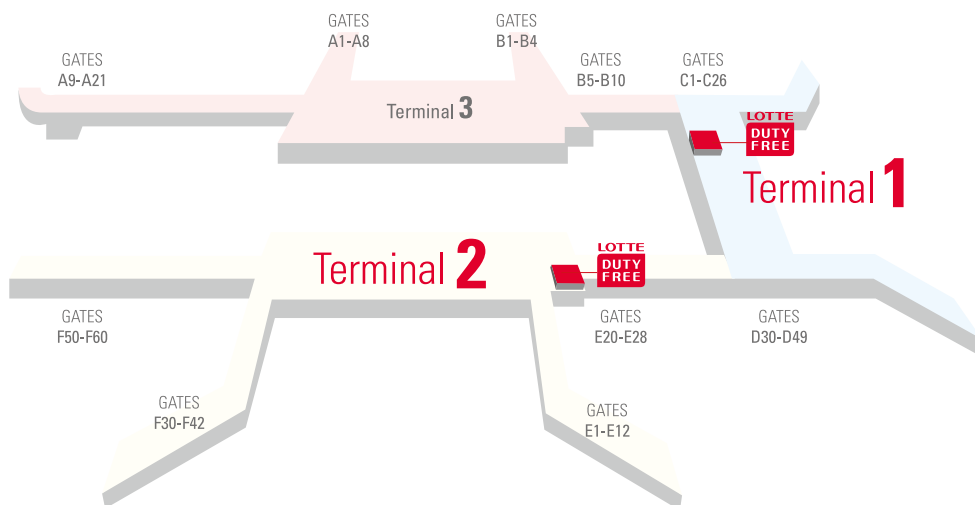 GATES
A1-A8
GATES
B1-B4
GATES
A9-A21
GATES
B5-B10
GATES
C1-C26
Terminal 3
LOTTE
DUTY
FREE
Terminal 1
LOTTE
DUTY
FREE
Terminal 2
GATES
F50-F60
GATES
E20-E28
GATES
D30-D49
GATES
F30-F42
GATES
E1-E12